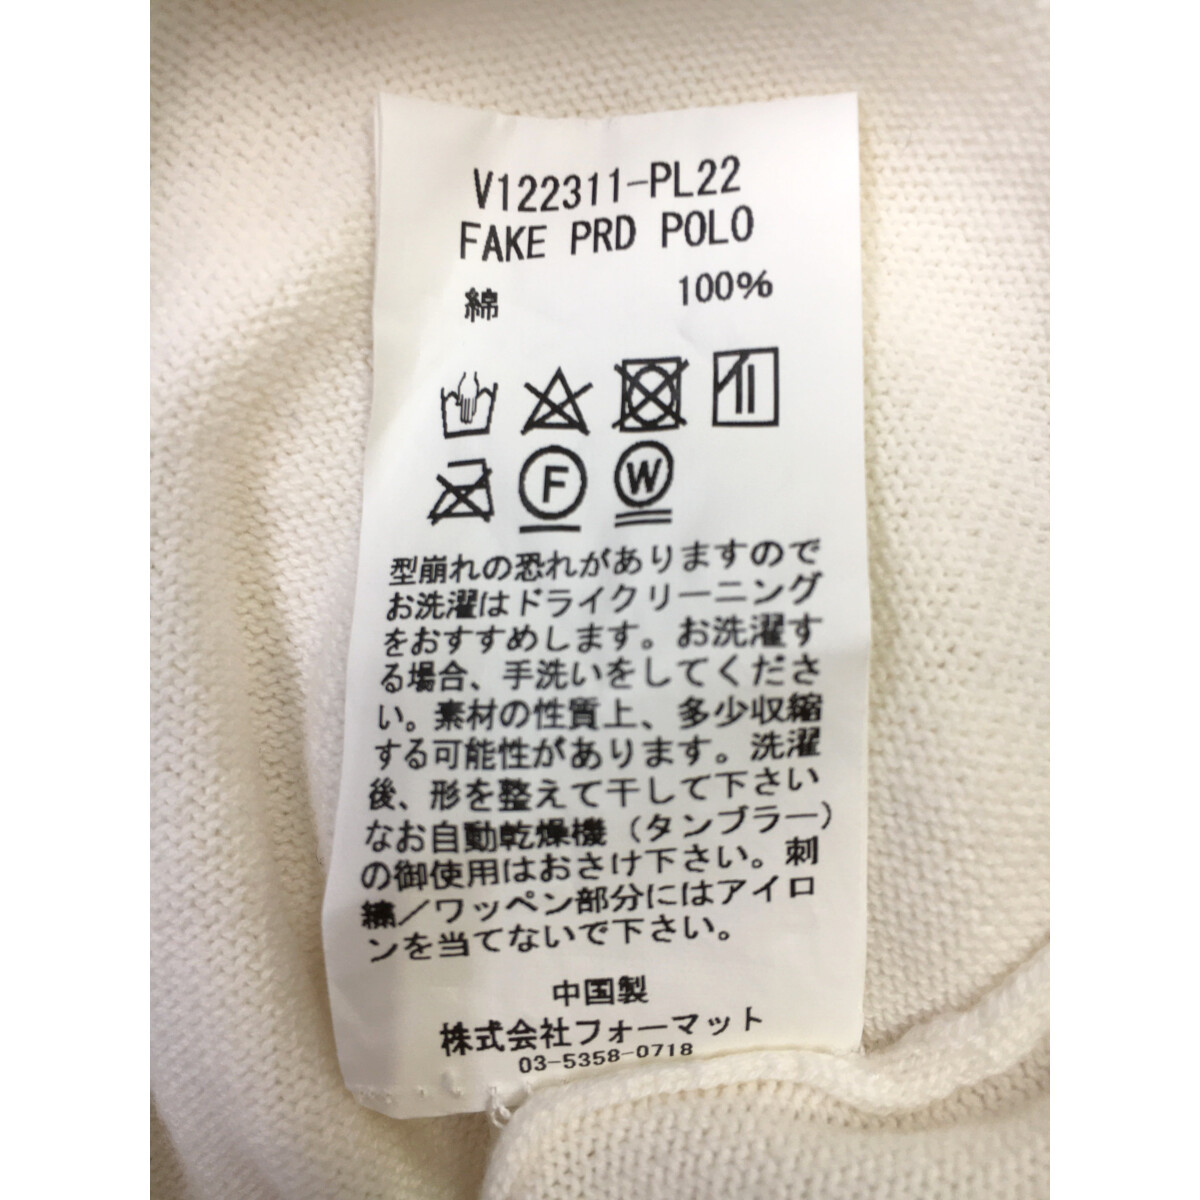 V122311-PL22
FAKE PRD POLO
綿 100%
F W
型崩れの恐れがありますので
お洗濯はドライクリーニング
をおすすめします。お洗濯す
る場合、手洗いをしてくださ
い。素材の性質上、多少収縮
する可能性があります。洗濯
後、形を整えて干して下さい
なお自動乾燥機（タンブラー）
の御使用はおさけ下さい。刺
繍／ワッペン部分にはアイロ
ンを当てないで下さい。
中国製
株式会社フォーマット
03-5358-0718